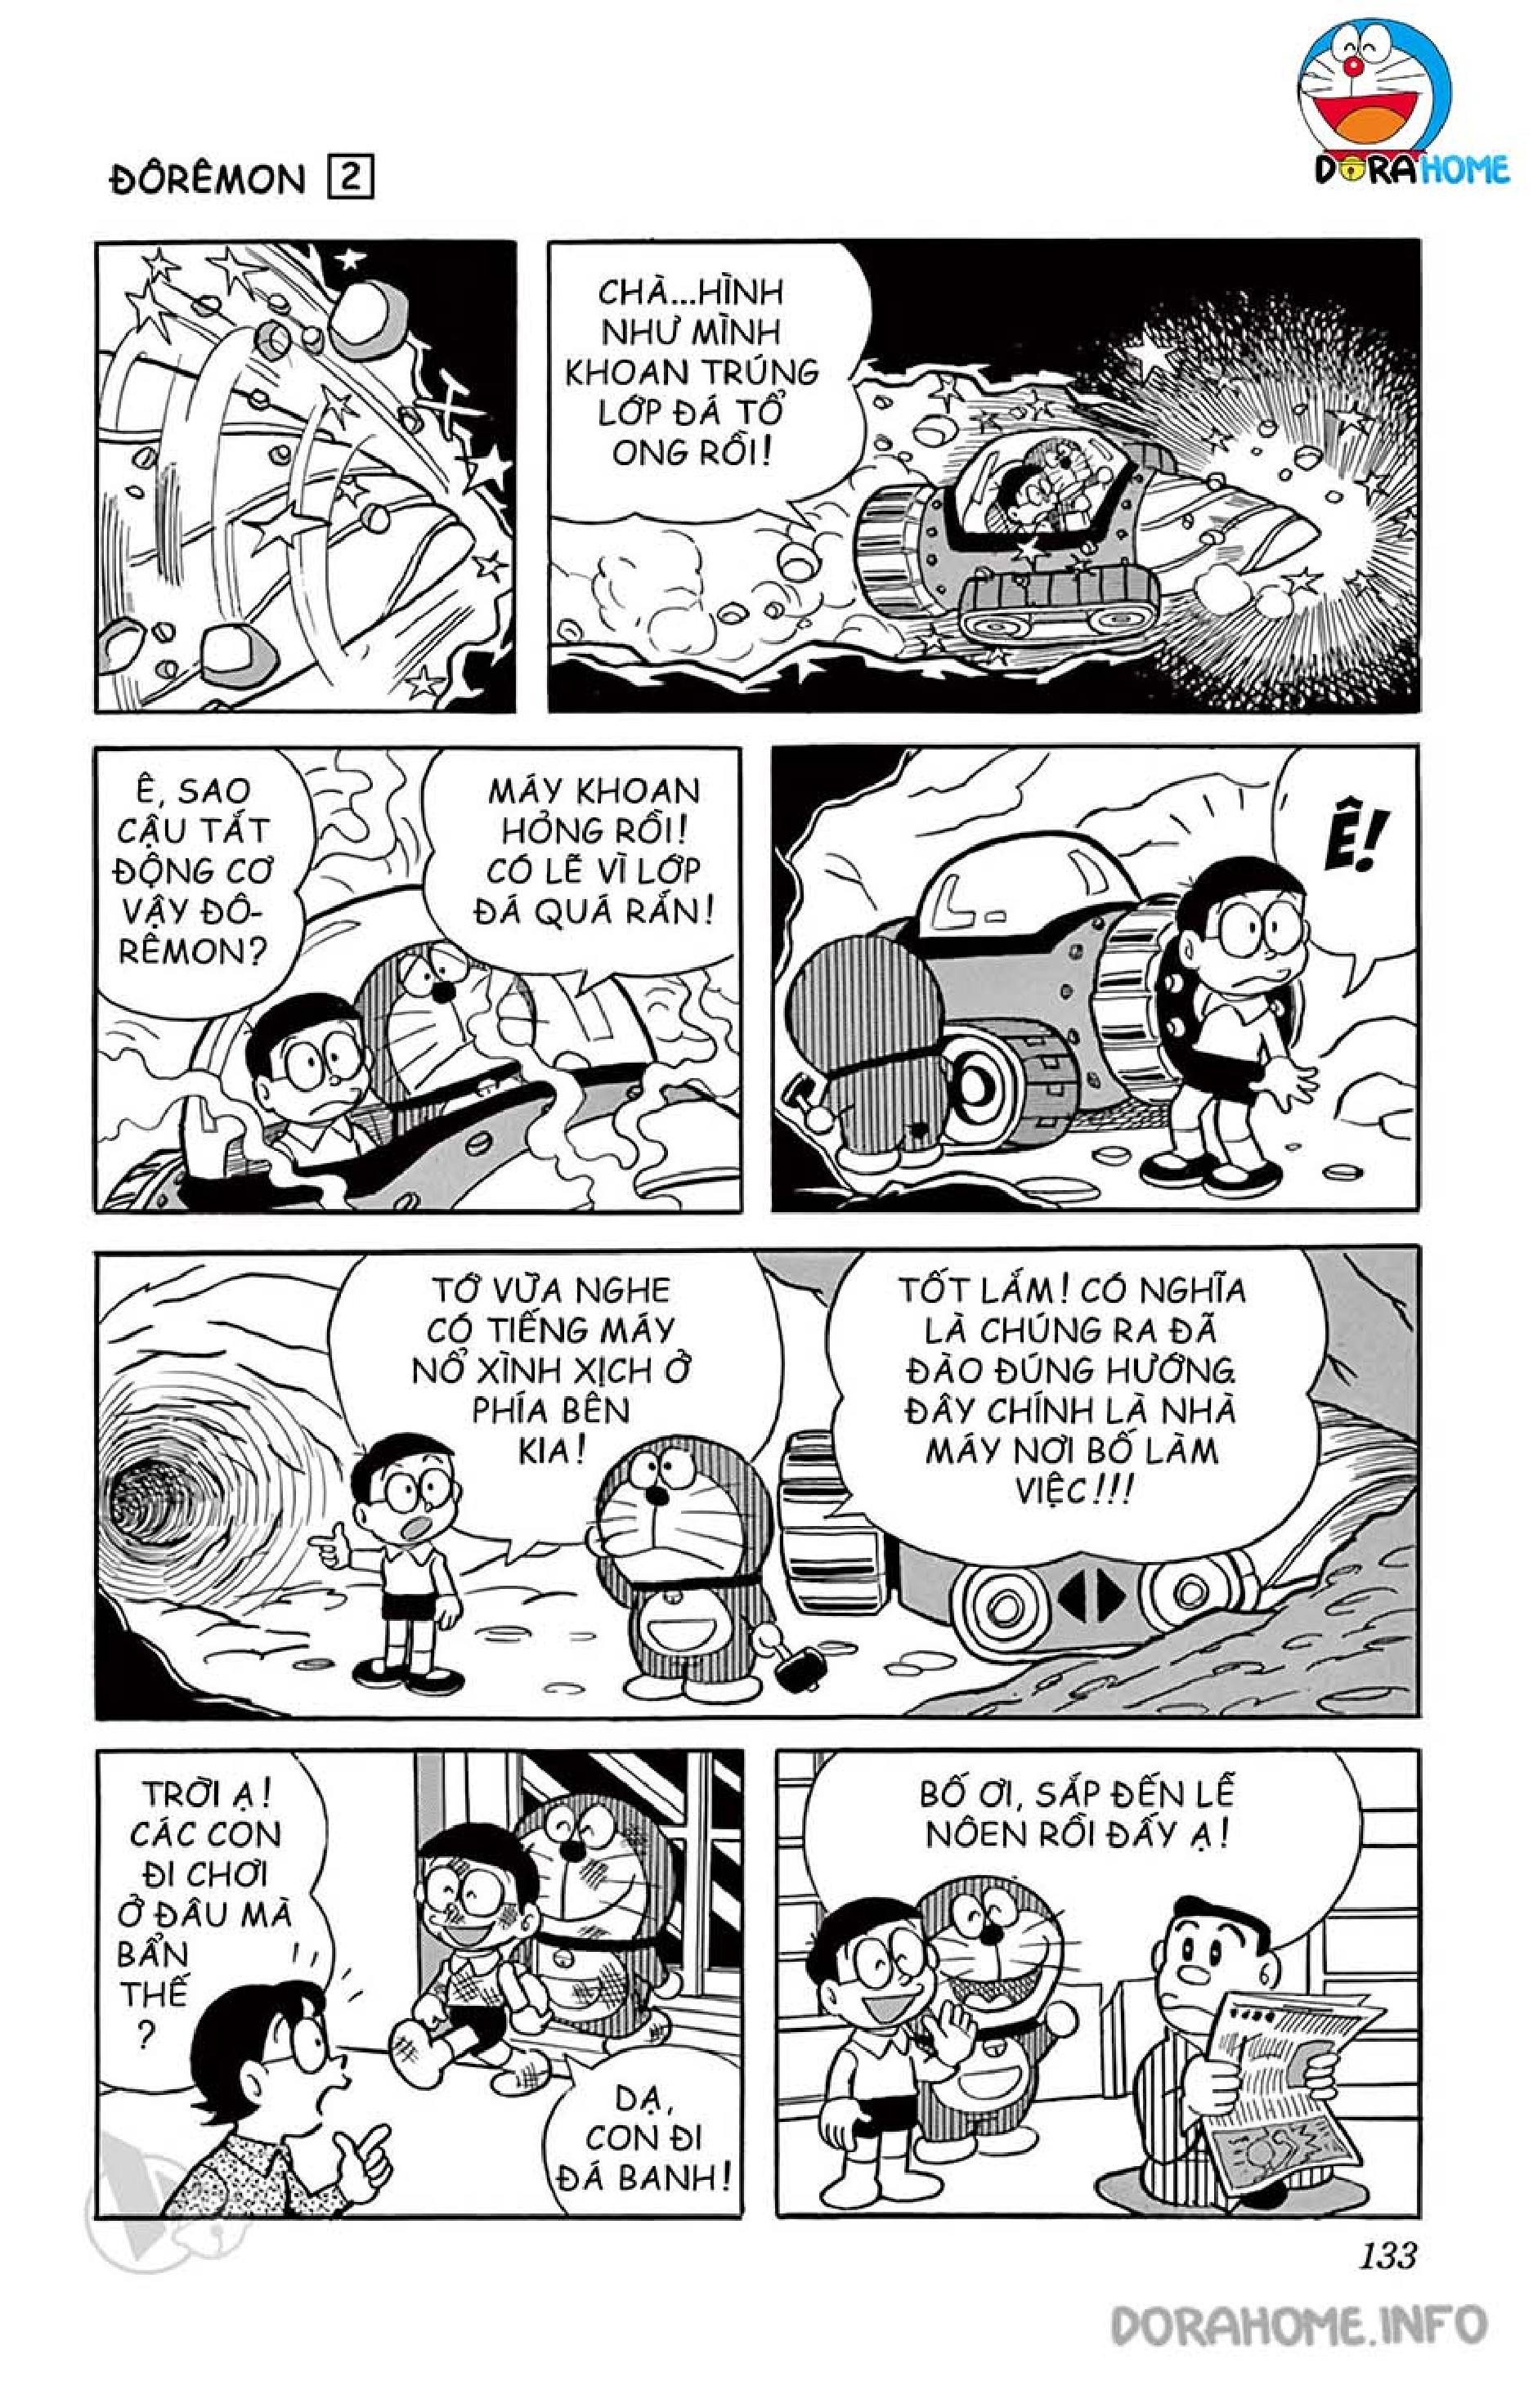 DORAHOME
ĐÔRÊMON 2
CHÀ...HÌNH
NHƯ MÌNH
KHOAN TRÚNG
LỚP ĐÁ TỔ
ONG RỒI!
Ê, SAO
CẬU TẮT
ĐỘNG CƠ
VẬY ĐÔ-
RÊMON?
MÁY KHOAN
HỎNG RỒI!
CÓ LẼ VÌ LỚP
ĐÁ QUÁ RẮN!
Ê!
TỚ VỪA NGHE
CÓ TIẾNG MÁY
NỔ XÌNH XỊCH Ở
PHÍA BÊN
KIA!
TỐT LẮM! CÓ NGHĨA
LÀ CHÚNG RA ĐÃ
ĐÀO ĐÚNG HƯỚNG.
ĐÂY CHÍNH LÀ NHÀ
MÁY NƠI BỐ LÀM
VIỆC!!!
TRỜI Ạ!
CÁC CON
ĐI CHƠI
Ở ĐÂU MÀ
BẨN
THẾ
?
DẠ,
CON ĐI
ĐÁ BANH!
BỐ ƠI, SẮP ĐẾN LỄ
NÔEN RỒI ĐẤY Ạ!
133
DORAHOME.INFO